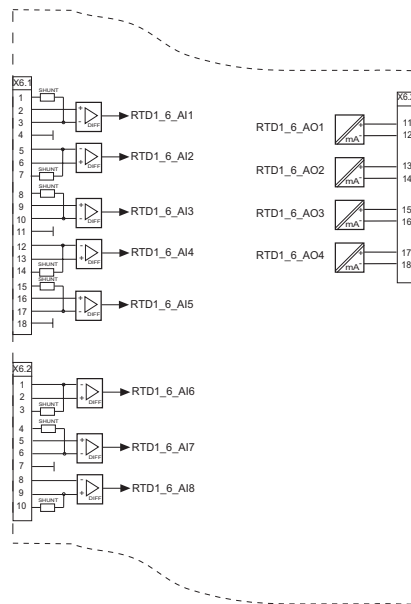 X6.1
SHUNT
1
2 +
3 - DIFF RTD1_6_AI1
4
5 -
6 + DIFF RTD1_6_AI2
7 SHUNT
SHUNT
8
9 +
10 - DIFF RTD1_6_AI3
11
12 -
13 + DIFF RTD1_6_AI4
14 SHUNT
15 SHUNT
16 +
17 - DIFF RTD1_6_AI5
18
X6.2
1 -
2 + DIFF RTD1_6_AI6
3 SHUNT
4 SHUNT
5 +
6 - DIFF RTD1_6_AI7
7
8 -
9 + DIFF RTD1_6_AI8
10 SHUNT
X6.
RTD1_6_AO1 mA + 11
- 12
RTD1_6_AO2 mA + 13
- 14
RTD1_6_AO3 mA + 15
- 16
RTD1_6_AO4 mA + 17
- 18